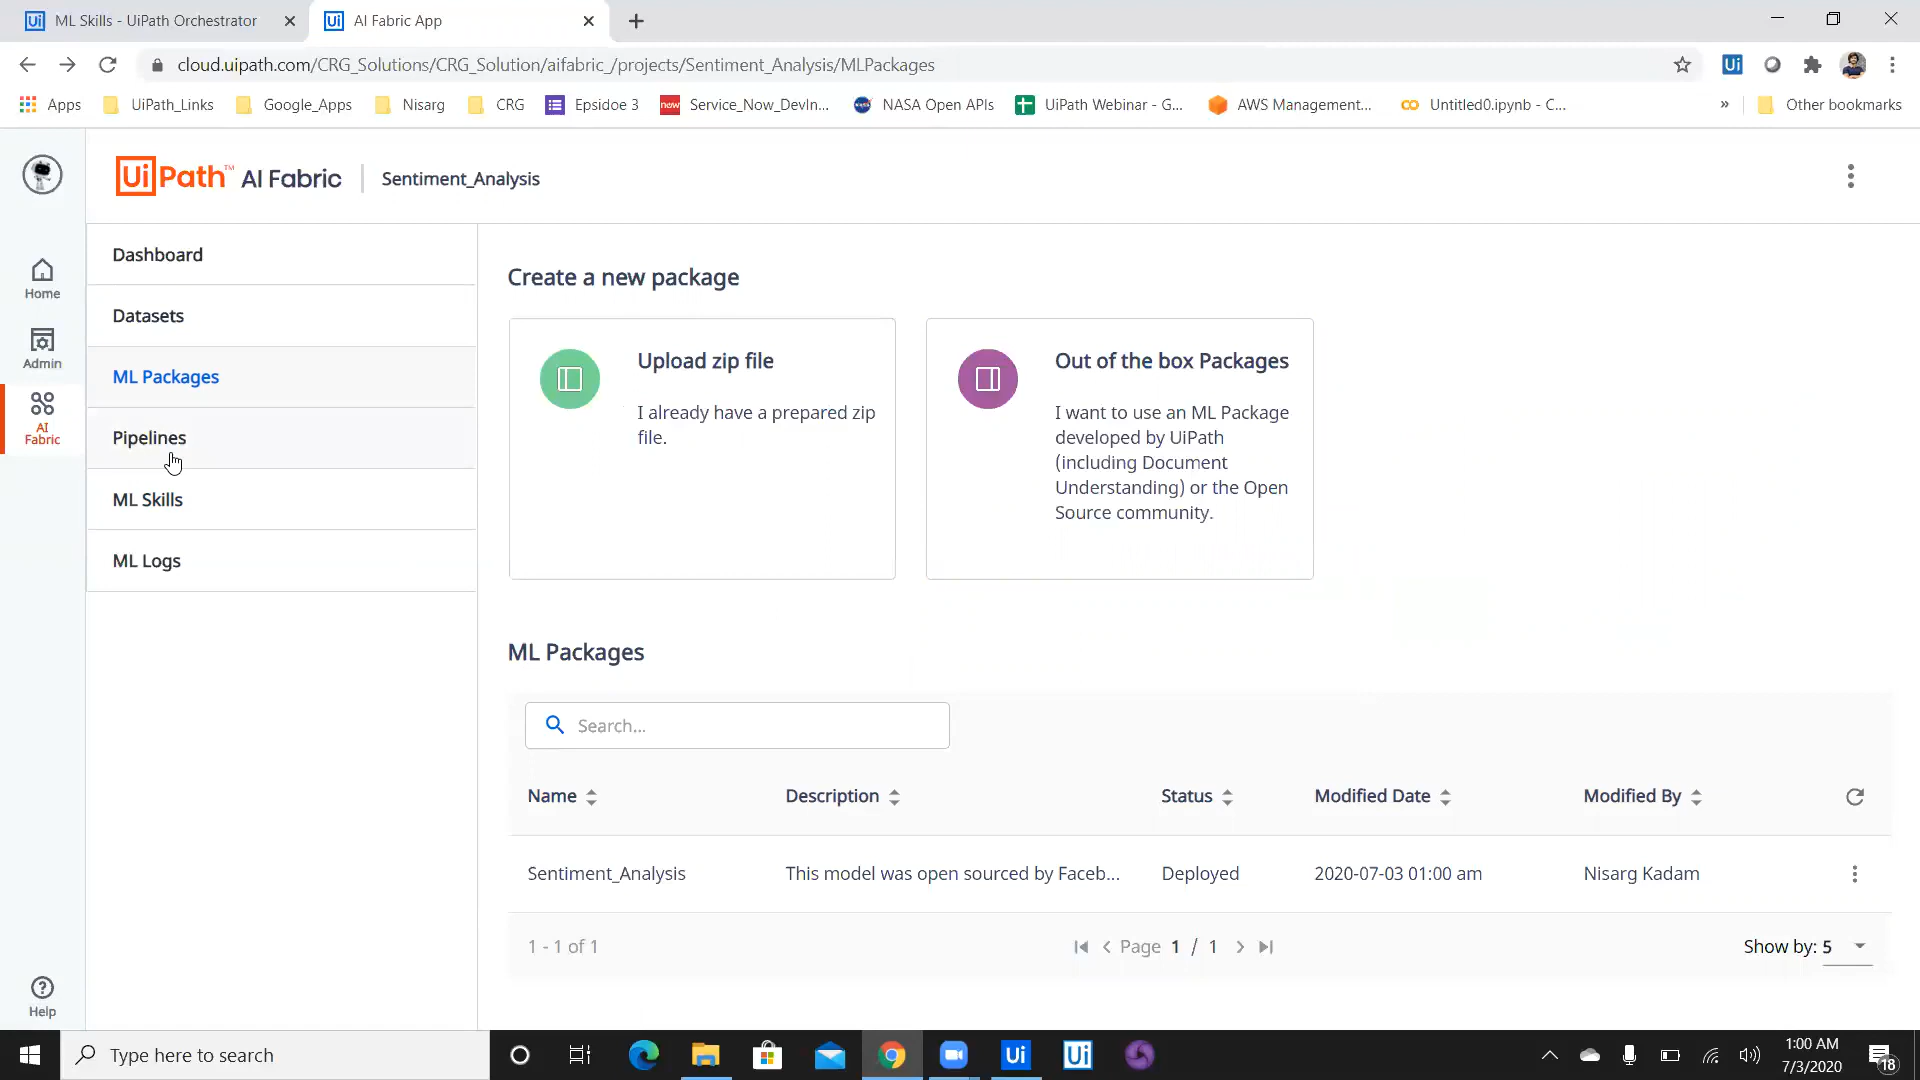 ML Skills - UiPath Orchestrator
AI Fabric App
cloud.uipath.com/CRG_Solutions/CRG_Solution/aifabric_/projects/Sentiment_Analysis/MLPackages
Apps
UiPath_Links
Google_Apps
Nisarg
CRG
Epsidoe 3
new
Service_Now_DevIn...
NASA Open APIs
UiPath Webinar - G...
AWS Management...
Untitled0.ipynb - C...
»
Other bookmarks
UiPath™ AI Fabric
Sentiment_Analysis
Home
Admin
AI
Fabric
Help
Dashboard
Datasets
ML Packages
Pipelines
ML Skills
ML Logs
Create a new package
Upload zip file
I already have a prepared zip
file.
Out of the box Packages
I want to use an ML Package
developed by UiPath
(including Document
Understanding) or the Open
Source community.
ML Packages
Search...
Name
Description
Status
Modified Date
Modified By
Sentiment_Analysis
This model was open sourced by Faceb...
Deployed
2020-07-03 01:00 am
Nisarg Kadam
1 - 1 of 1
Page 1 / 1
Show by: 5
Type here to search
Ui
Ui
1:00 AM
7/3/2020
18